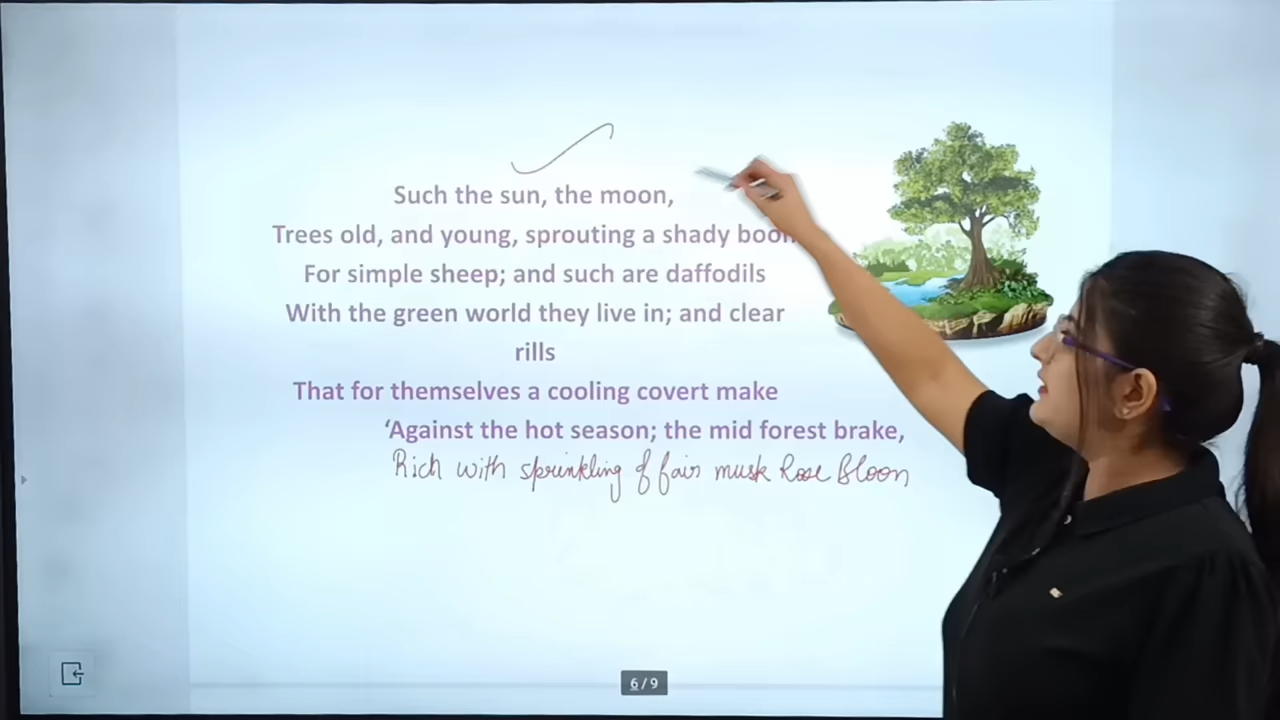 Such the sun, the moon,
Trees old, and young, sprouting a shady boon
For simple sheep; and such are daffodils
With the green world they live in; and clear
rills
That for themselves a cooling covert make
‘Against the hot season; the mid forest brake,
Rich with sprinkling of fair musk Rose Bloon
6/9